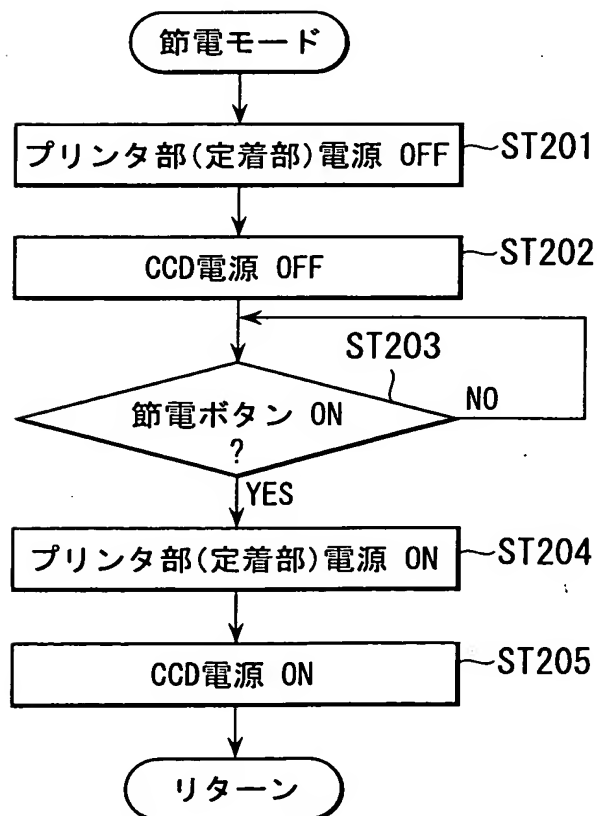 節電モード
プリンタ部(定着部)電源 OFF
ST201
CCD電源 OFF
ST202
ST203
節電ボタン ON
?
NO
YES
プリンタ部(定着部)電源 ON
ST204
CCD電源 ON
ST205
リターン